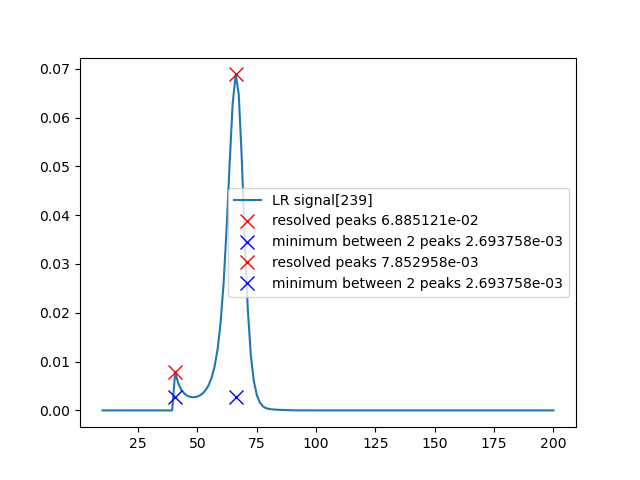 0.07
0.06
0.05
0.04
0.03
0.02
0.01
0.00
LR signal[239]
resolved peaks 6.885121e-02
minimum between 2 peaks 2.693758e-03
resolved peaks 7.852958e-03
minimum between 2 peaks 2.693758e-03
25 50 75 100 125 150 175 200